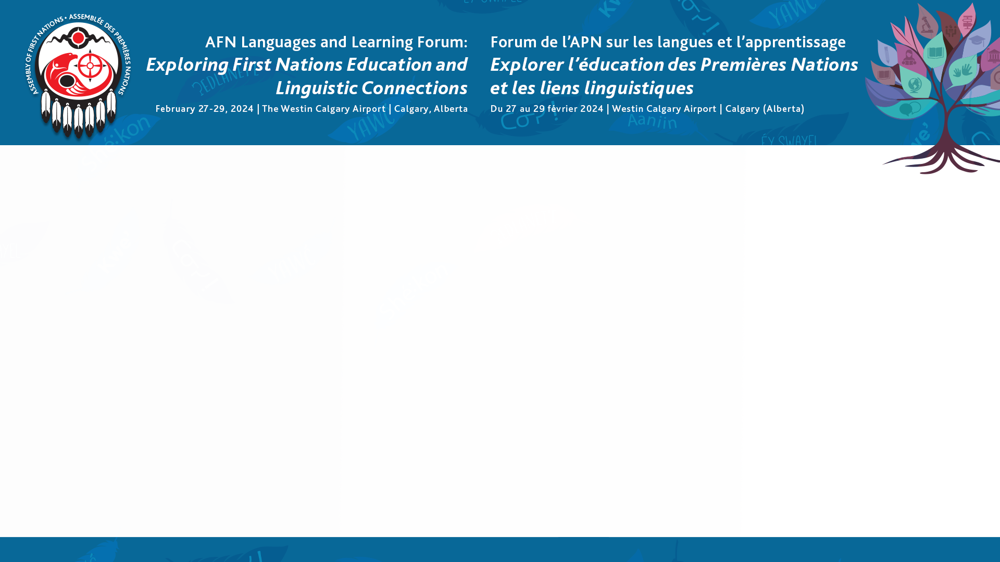 ASSEMBLY OF FIRST NATIONS • ASSEMBLÉE DES PREMIÈRES NATIONS
AFN Languages and Learning Forum:
Exploring First Nations Education and
Linguistic Connections
February 27-29, 2024 | The Westin Calgary Airport | Calgary, Alberta
Forum de l’APN sur les langues et l’apprentissage
Explorer l’éducation des Premières Nations
et les liens linguistiques
Du 27 au 29 février 2024 | Westin Calgary Airport | Calgary (Alberta)
Aaniin